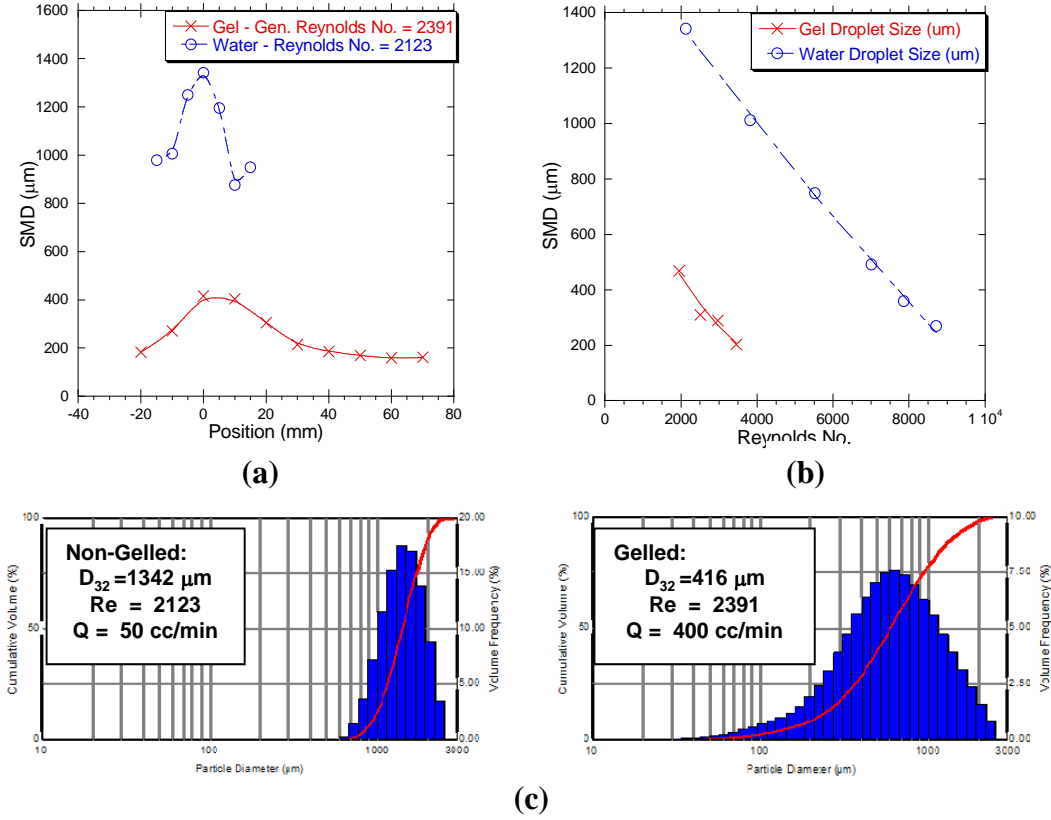 Gel - Gen. Reynolds No. = 2391
Water - Reynolds No. = 2123
1600
1400
1200
1000
800
600
400
200
0
SMD (μm)
-40 -20 0 20 40 60 80
Position (mm)
(a)
Gel Droplet Size (um)
Water Droplet Size (um)
1400
1200
1000
800
600
400
200
0
SMD (μm)
0 2000 4000 6000 8000 1 10⁴
Reynolds No.
(b)
100
50
0
Cumulative Volume (%)
Non-Gelled:
D₃₂ =1342 μm
Re = 2123
Q = 50 cc/min
20.00
15.00
10.00
5.00
0.00
Volume Frequency (%)
10 100 1000 3000
Particle Diameter (μm)
100
50
0
Cumulative Volume (%)
Gelled:
D₃₂ =416 μm
Re = 2391
Q = 400 cc/min
10.00
7.50
5.00
2.50
0.00
Volume Frequency (%)
10 100 1000 3000
Particle Diameter (μm)
(c)